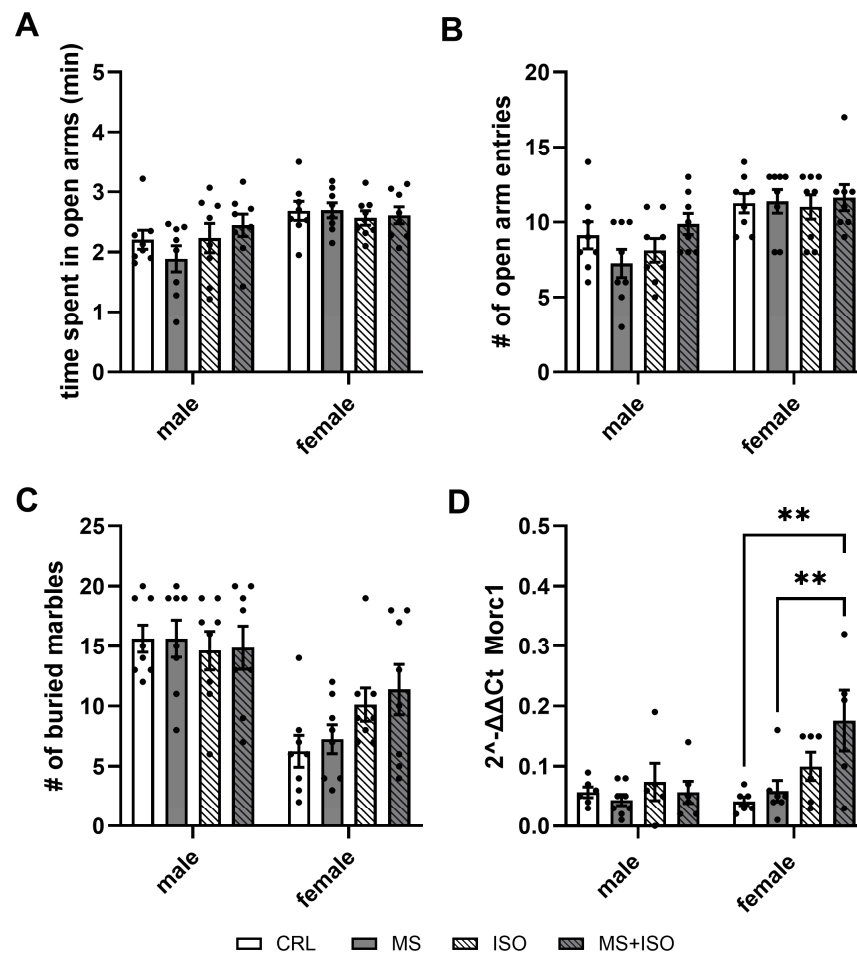 A
time spent in open arms (min)
5
4
3
2
1
0
male
female
B
# of open arm entries
20
15
10
5
0
male
female
C
# of buried marbles
25
20
15
10
5
0
male
female
D
2^-ΔΔCt Morc1
0.5
0.4
0.3
0.2
0.1
0.0
**
**
male
female
CRL MS ISO MS+ISO